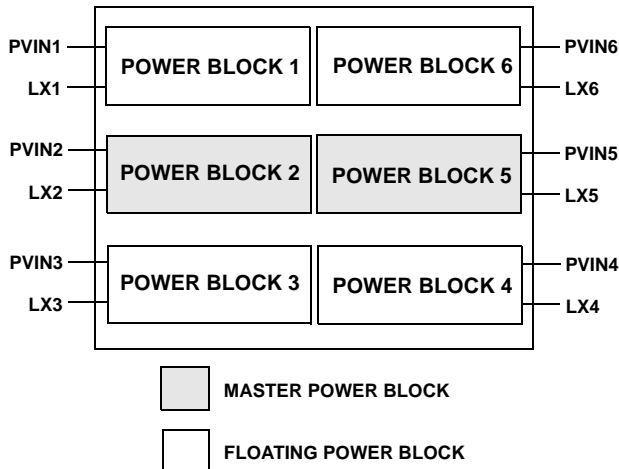 PVIN1
POWER BLOCK 1
POWER BLOCK 6
PVIN6
LX1
LX6
PVIN2
POWER BLOCK 2
POWER BLOCK 5
PVIN5
LX2
LX5
PVIN3
POWER BLOCK 3
POWER BLOCK 4
PVIN4
LX3
LX4
MASTER POWER BLOCK
FLOATING POWER BLOCK